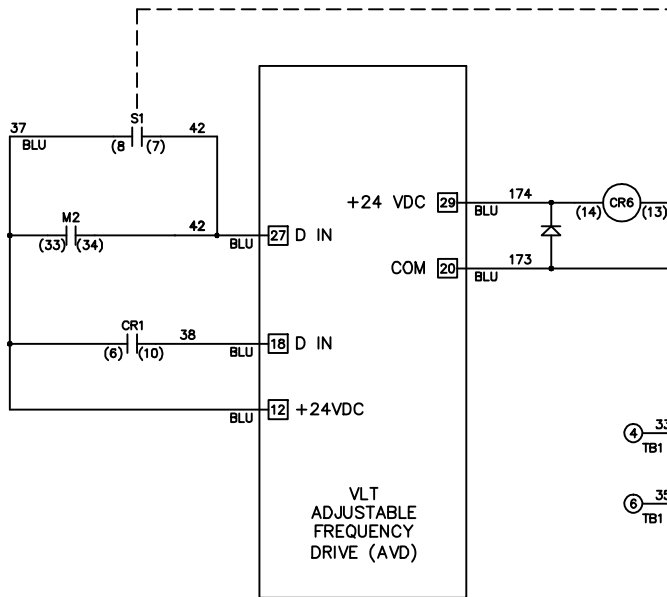 S1
37
42
BLU
(8
(7)
M2
42
(33)
(34)
BLU
27 D IN
+24 VDC 29
174
BLU
(14)
CR6
(13)
COM 20
173
BLU
CR1
38
(6)
(10)
BLU
18 D IN
12 +24VDC
BLU
4
33
TB1
6
35
TB1
VLT
ADJUSTABLE
FREQUENCY
DRIVE (AVD)